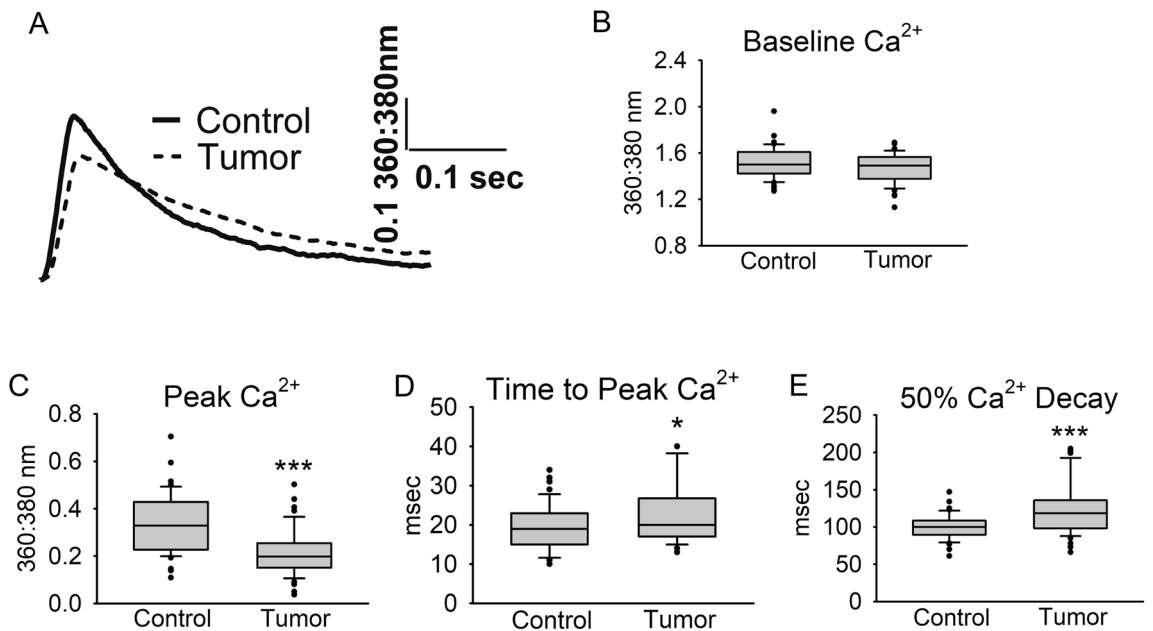 A
Control
Tumor
0.1 360:380nm
0.1 sec
B
Baseline Ca²⁺
360:380 nm
2.4
2.0
1.6
1.2
0.8
Control Tumor
C
Peak Ca²⁺
360:380 nm
0.8
0.6
0.4
0.2
0.0
***
Control Tumor
D
Time to Peak Ca²⁺
msec
50
40
30
20
10
0
*
Control Tumor
E
50% Ca²⁺ Decay
msec
250
200
150
100
50
0
***
Control Tumor